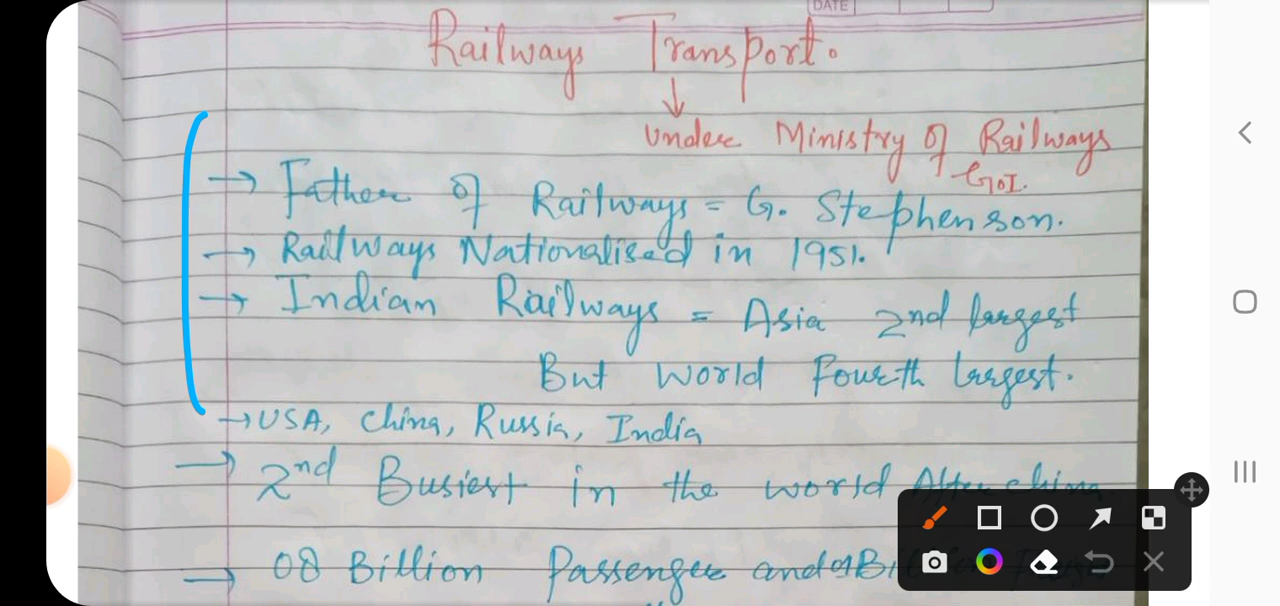 DATE
Railways Transport.
↓
Under Ministry of Railways
GOI.
→ Father of Railways = G. Stephenson.
→ Railways Nationalised in 1951.
→ Indian Railways = Asia 2nd largest
But World Fourth largest.
→ USA, China, Russia, India
→ 2nd Busiest in the world After china.
→ 08 Billion Passenger and